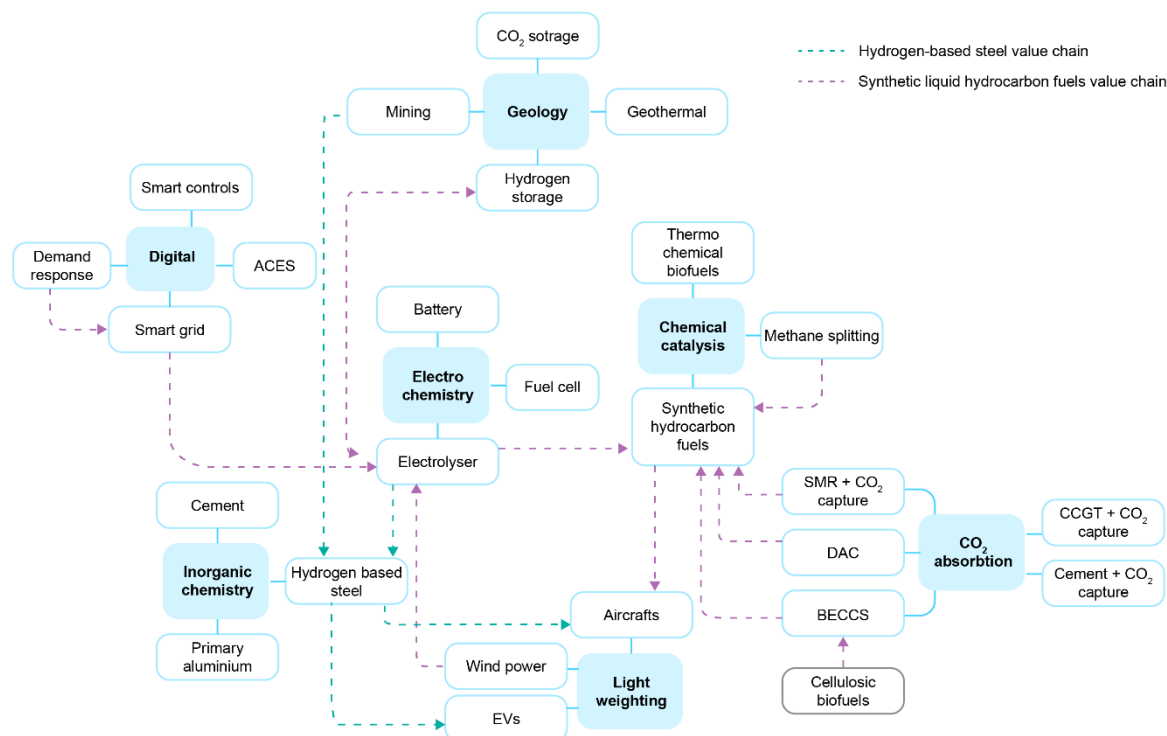 CO₂ sotrage
Hydrogen-based steel value chain
Synthetic liquid hydrocarbon fuels value chain
Mining
Geology
Geothermal
Hydrogen
storage
Smart controls
Demand
response
Digital
ACES
Smart grid
Thermo
chemical
biofuels
Battery
Chemical
catalysis
Methane splitting
Electro
chemistry
Fuel cell
Synthetic
hydrocarbon
fuels
Electrolyser
SMR + CO₂
capture
Cement
CCGT + CO₂
capture
CO₂
absorbtion
DAC
Inorganic
chemistry
Hydrogen based
steel
Cement + CO₂
capture
Aircrafts
BECCS
Primary
aluminium
Wind power
Light
weighting
Cellulosic
biofuels
EVs